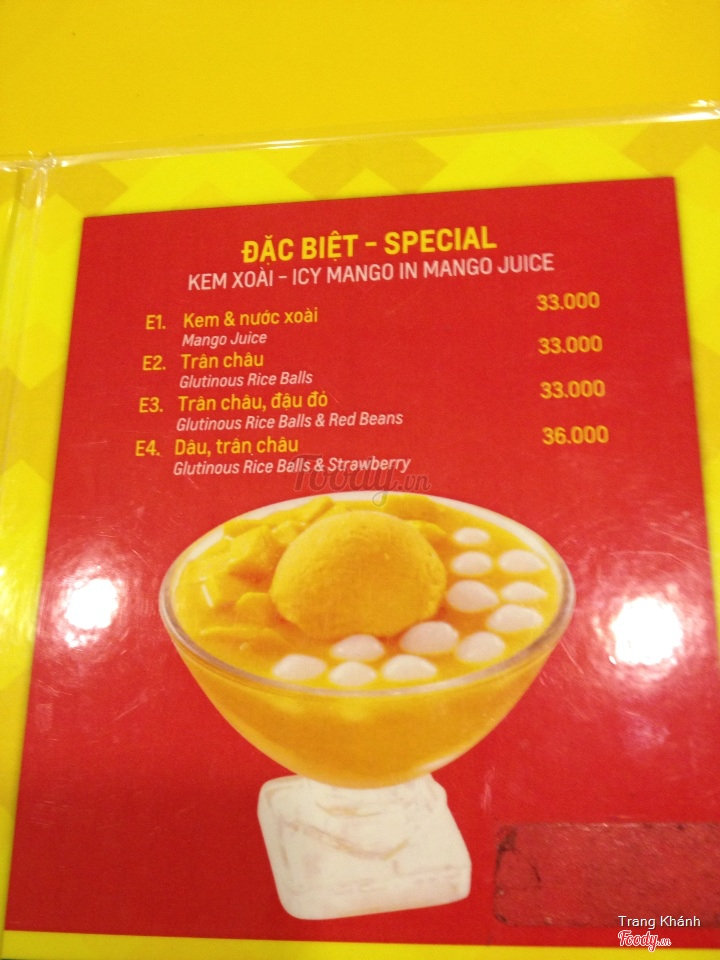 ĐẶC BIỆT - SPECIAL
KEM XOÀI - ICY MANGO IN MANGO JUICE
E1. Kem & nước xoài 33.000
Mango Juice
E2. Trân châu 33.000
Glutinous Rice Balls
E3. Trân châu, đậu đỏ 33.000
Glutinous Rice Balls & Red Beans
E4. Dâu, trân châu 36.000
Glutinous Rice Balls & Strawberry
Foody.vn
Trang Khánh
Foody.vn